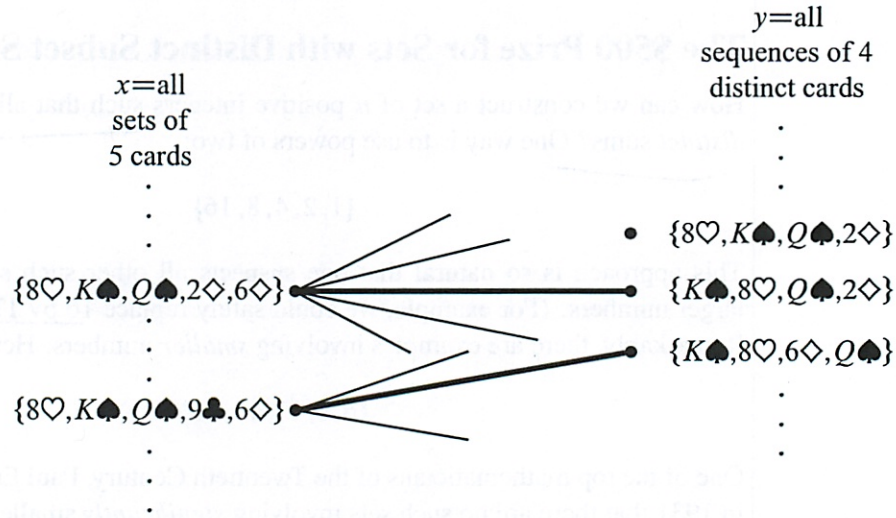 x=all
sets of
5 cards
y=all
sequences of 4
distinct cards
{8♡,K♠,Q♠,2♢,6♢}
{8♡,K♠,Q♠,9♣,6♢}
{8♡,K♠,Q♠,2♢}
{K♠,8♡,Q♠,2♢}
{K♠,8♡,6♢,Q♠}